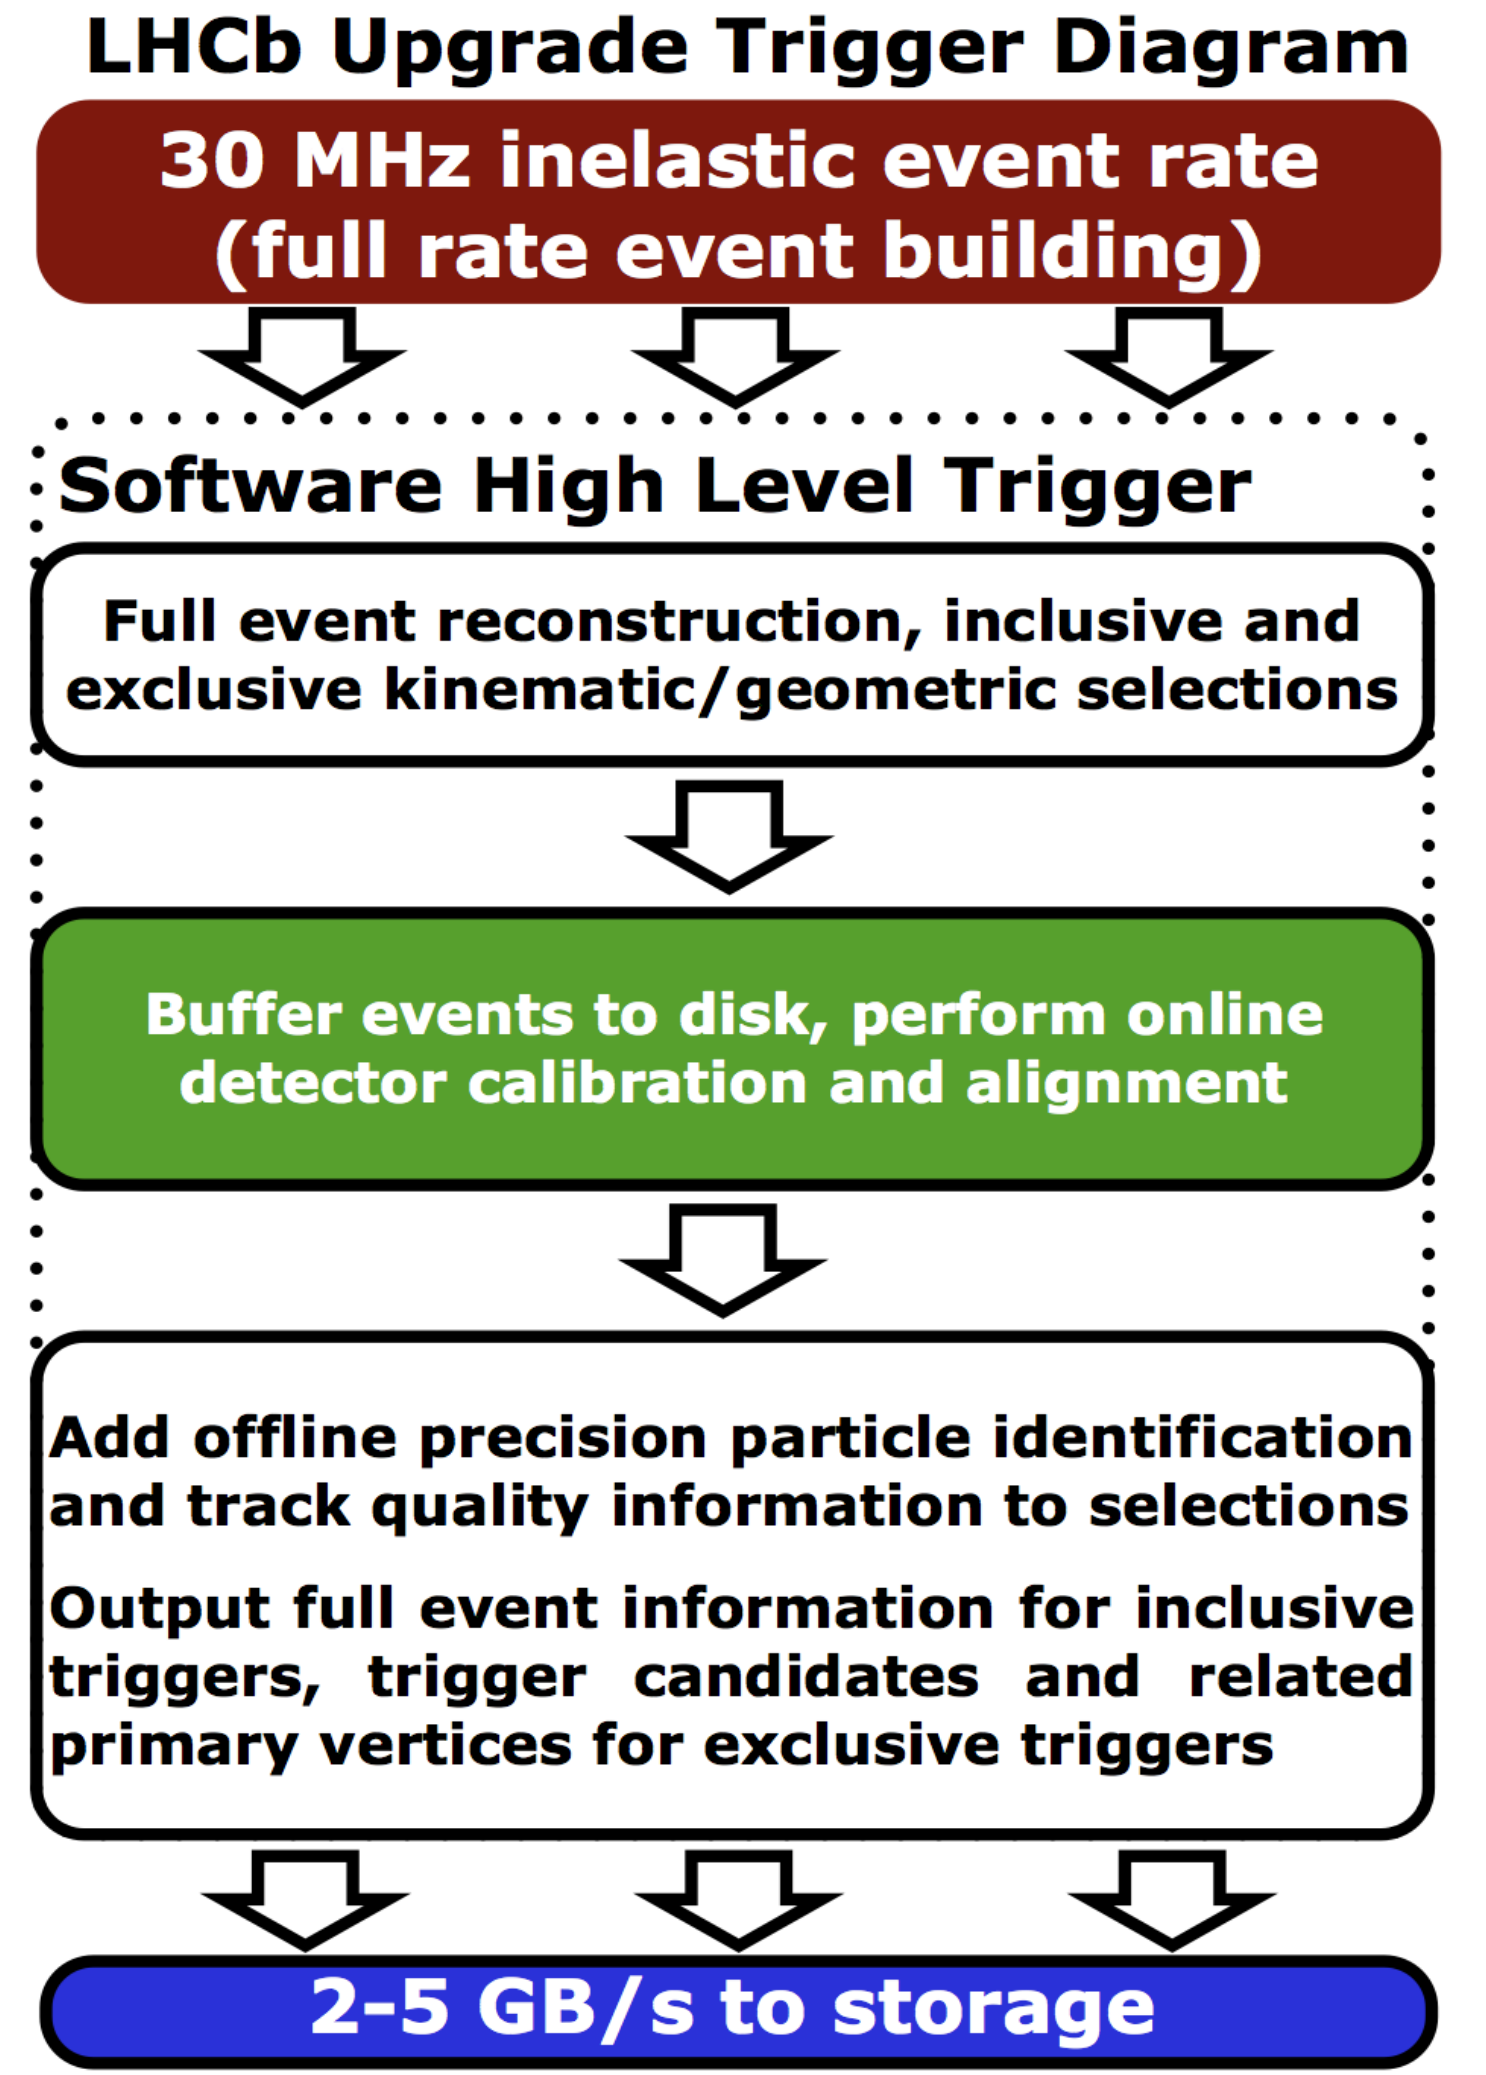 LHCb Upgrade Trigger Diagram
30 MHz inelastic event rate
(full rate event building)
Software High Level Trigger
Full event reconstruction, inclusive and
exclusive kinematic/geometric selections
Buffer events to disk, perform online
detector calibration and alignment
Add offline precision particle identification
and track quality information to selections
Output full event information for inclusive
triggers, trigger candidates and related
primary vertices for exclusive triggers
2-5 GB/s to storage